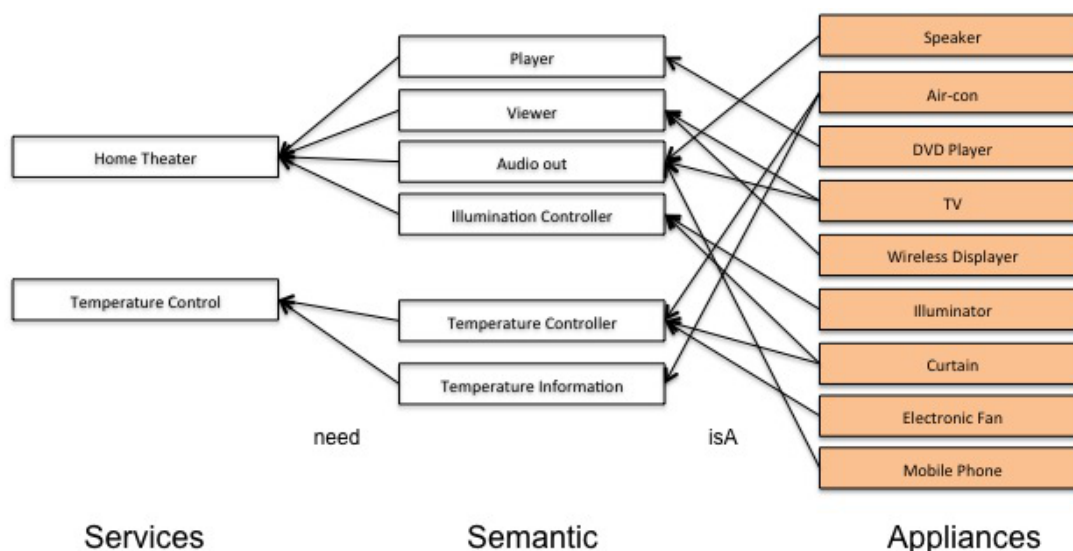 Speaker
Player
Air-con
Viewer
DVD Player
Home Theater
Audio out
TV
Illumination Controller
Wireless Displayer
Temperature Control
Illuminator
Temperature Controller
Curtain
Temperature Information
Electronic Fan
need
isA
Mobile Phone
Services
Semantic
Appliances